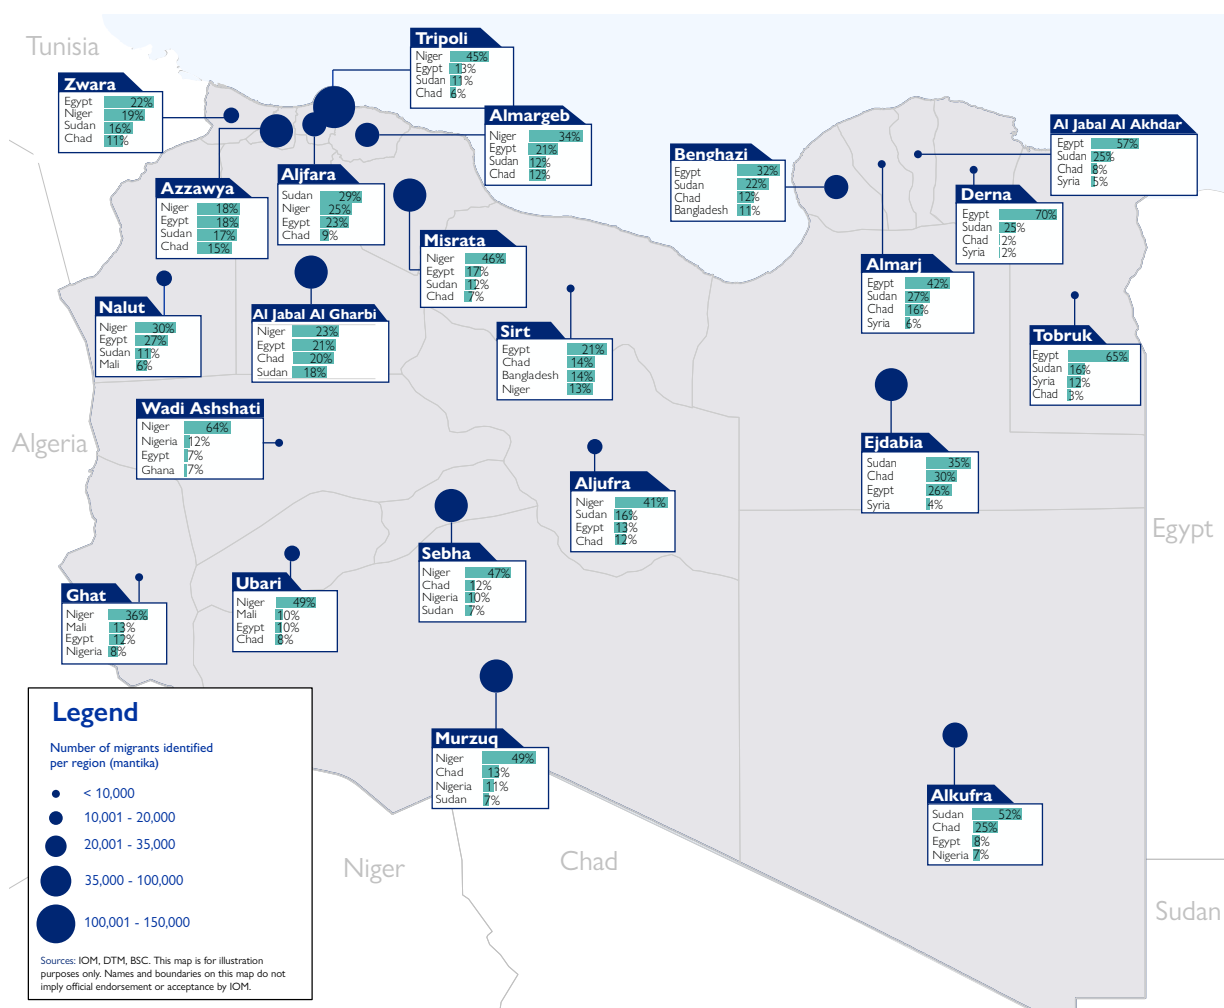 Tunisia
Tripoli
Niger 45%
Egypt 13%
Sudan 11%
Chad 6%
Zwara
Egypt 22%
Niger 19%
Sudan 16%
Chad 11%
Almargeb
Niger 34%
Egypt 21%
Sudan 12%
Chad 12%
Al Jabal Al Akhdar
Egypt 57%
Sudan 25%
Chad 8%
Syria 5%
Benghazi
Egypt 32%
Sudan 22%
Chad 12%
Bangladesh 11%
Azzawya
Niger 18%
Egypt 18%
Sudan 17%
Chad 15%
Aljfara
Sudan 29%
Niger 25%
Egypt 23%
Chad 9%
Derna
Egypt 70%
Sudan 25%
Chad 2%
Syria 2%
Misrata
Niger 46%
Egypt 17%
Sudan 12%
Chad 7%
Almarj
Egypt 42%
Sudan 27%
Chad 16%
Syria 6%
Nalut
Niger 30%
Egypt 27%
Sudan 11%
Mali 6%
Al Jabal Al Gharbi
Niger 23%
Egypt 21%
Chad 20%
Sudan 18%
Sirt
Egypt 21%
Chad 14%
Bangladesh 14%
Niger 13%
Tobruk
Egypt 65%
Sudan 16%
Syria 12%
Chad 3%
Wadi Ashshati
Niger 64%
Nigeria 12%
Egypt 7%
Ghana 7%
Algeria
Ejdabia
Sudan 35%
Chad 30%
Egypt 26%
Syria 4%
Aljufra
Niger 41%
Sudan 16%
Egypt 13%
Chad 12%
Egypt
Sebha
Niger 47%
Chad 12%
Nigeria 10%
Sudan 7%
Ubari
Niger 49%
Mali 10%
Egypt 10%
Chad 8%
Ghat
Niger 36%
Mali 13%
Egypt 12%
Nigeria 8%
Murzuq
Niger 49%
Chad 13%
Nigeria 11%
Sudan 7%
Alkufra
Sudan 52%
Chad 25%
Egypt 8%
Nigeria 7%
Niger
Chad
Sudan
Legend
Number of migrants identified
per region (mantika)
< 10,000
10,001 - 20,000
20,001 - 35,000
35,000 - 100,000
100,001 - 150,000
Sources: IOM, DTM, BSC. This map is for illustration
purposes only. Names and boundaries on this map do not
imply official endorsement or acceptance by IOM.